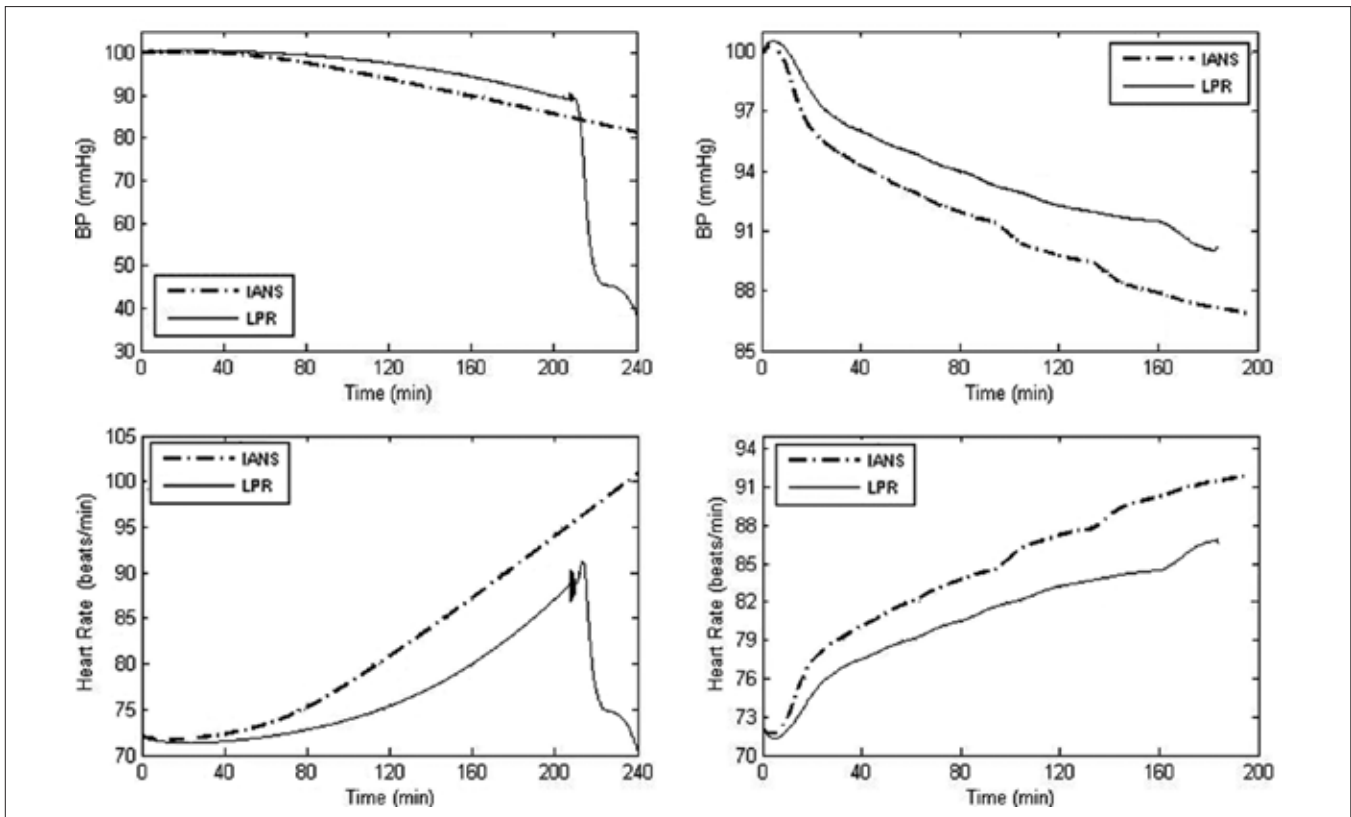 100
90
80
70
60
50
40
30
BP (mmHg)
IANS
LPR
0 40 80 120 160 200 240
Time (min)
100
97
94
91
88
85
BP (mmHg)
IANS
LPR
0 40 80 120 160 200
Time (min)
105
100
95
90
85
80
75
70
Heart Rate (beats/min)
IANS
LPR
0 40 80 120 160 200 240
Time (min)
94
91
88
85
82
79
76
73
70
Heart Rate (beats/min)
IANS
LPR
0 40 80 120 160 200
Time (min)